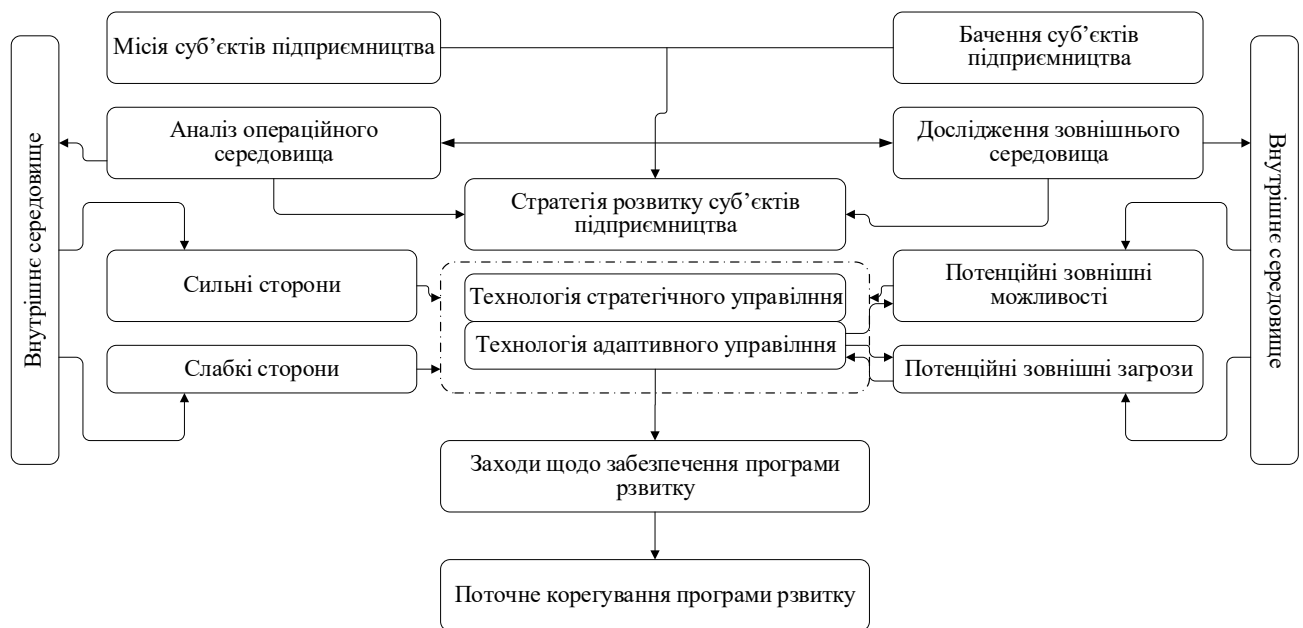 Місія суб’єктів підприємництва
Бачення суб’єктів
підприємництва
Внутрішнє середовище
Аналіз операційного
середовища
Дослідження зовнішнього
середовища
Внутрішнє середовище
Стратегія розвитку суб’єктів
підприємництва
Сильні сторони
Технологія стратегічного управілння
Потенційні зовнішні
можливості
Технологія адаптивного управілння
Слабкі сторони
Потенційні зовнішні загрози
Заходи щодо забезпечення програми
рзвитку
Поточне корегування програми рзвитку